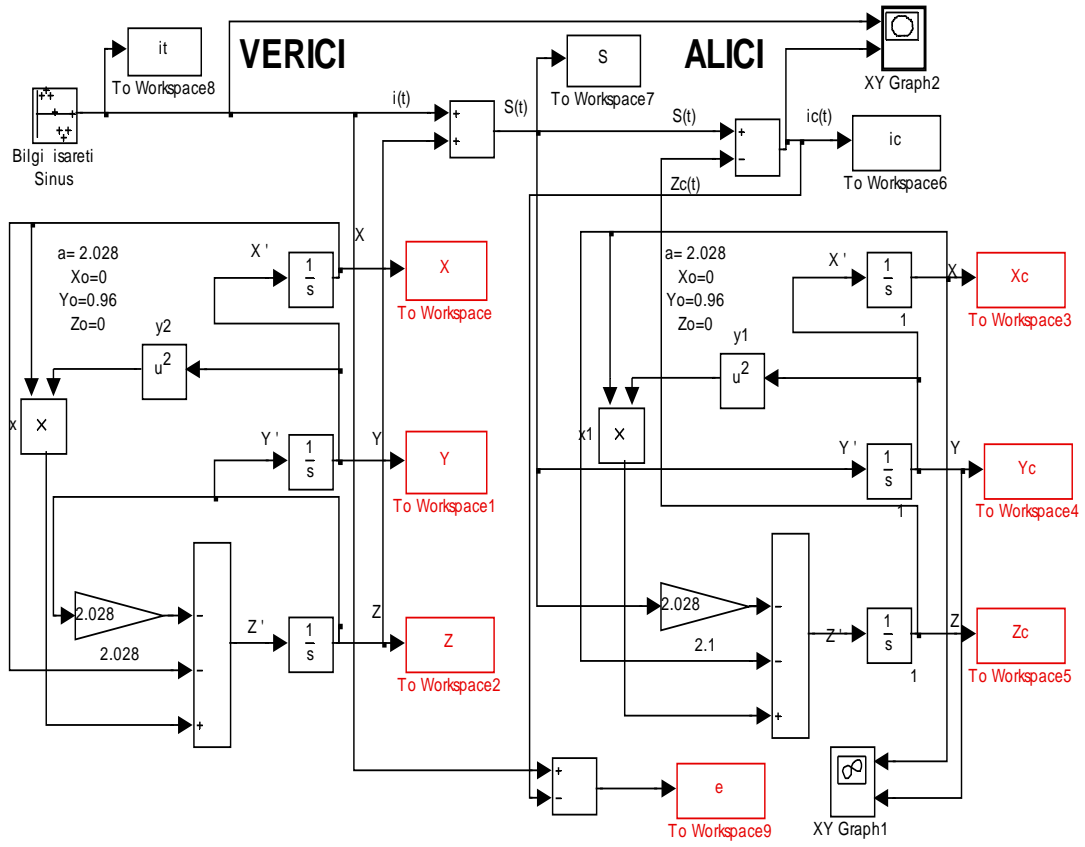 VERICI
ALICI
it
To Workspace8
S
To Workspace7
XY Graph2
i(t)
S(t)
+
+
S(t)
+
-
ic(t)
ic
To Workspace6
Zc(t)
Bilgi isareti
Sinus
a= 2.028
Xo=0
Yo=0.96
Zo=0
X '
1
s
X
X
To Workspace
y2
u2
x
X
Y '
1
s
Y
Y
To Workspace1
2.028
2.028
-
-
+
Z '
1
s
Z
Z
To Workspace2
a= 2.028
Xo=0
Yo=0.96
Zo=0
X '
1
s
1
X
Xc
To Workspace3
y1
u2
x1
X
Y '
1
s
1
Y
Yc
To Workspace4
2.028
2.1
-
-
+
Z '
1
s
1
Z
Zc
To Workspace5
+
-
e
To Workspace9
XY Graph1